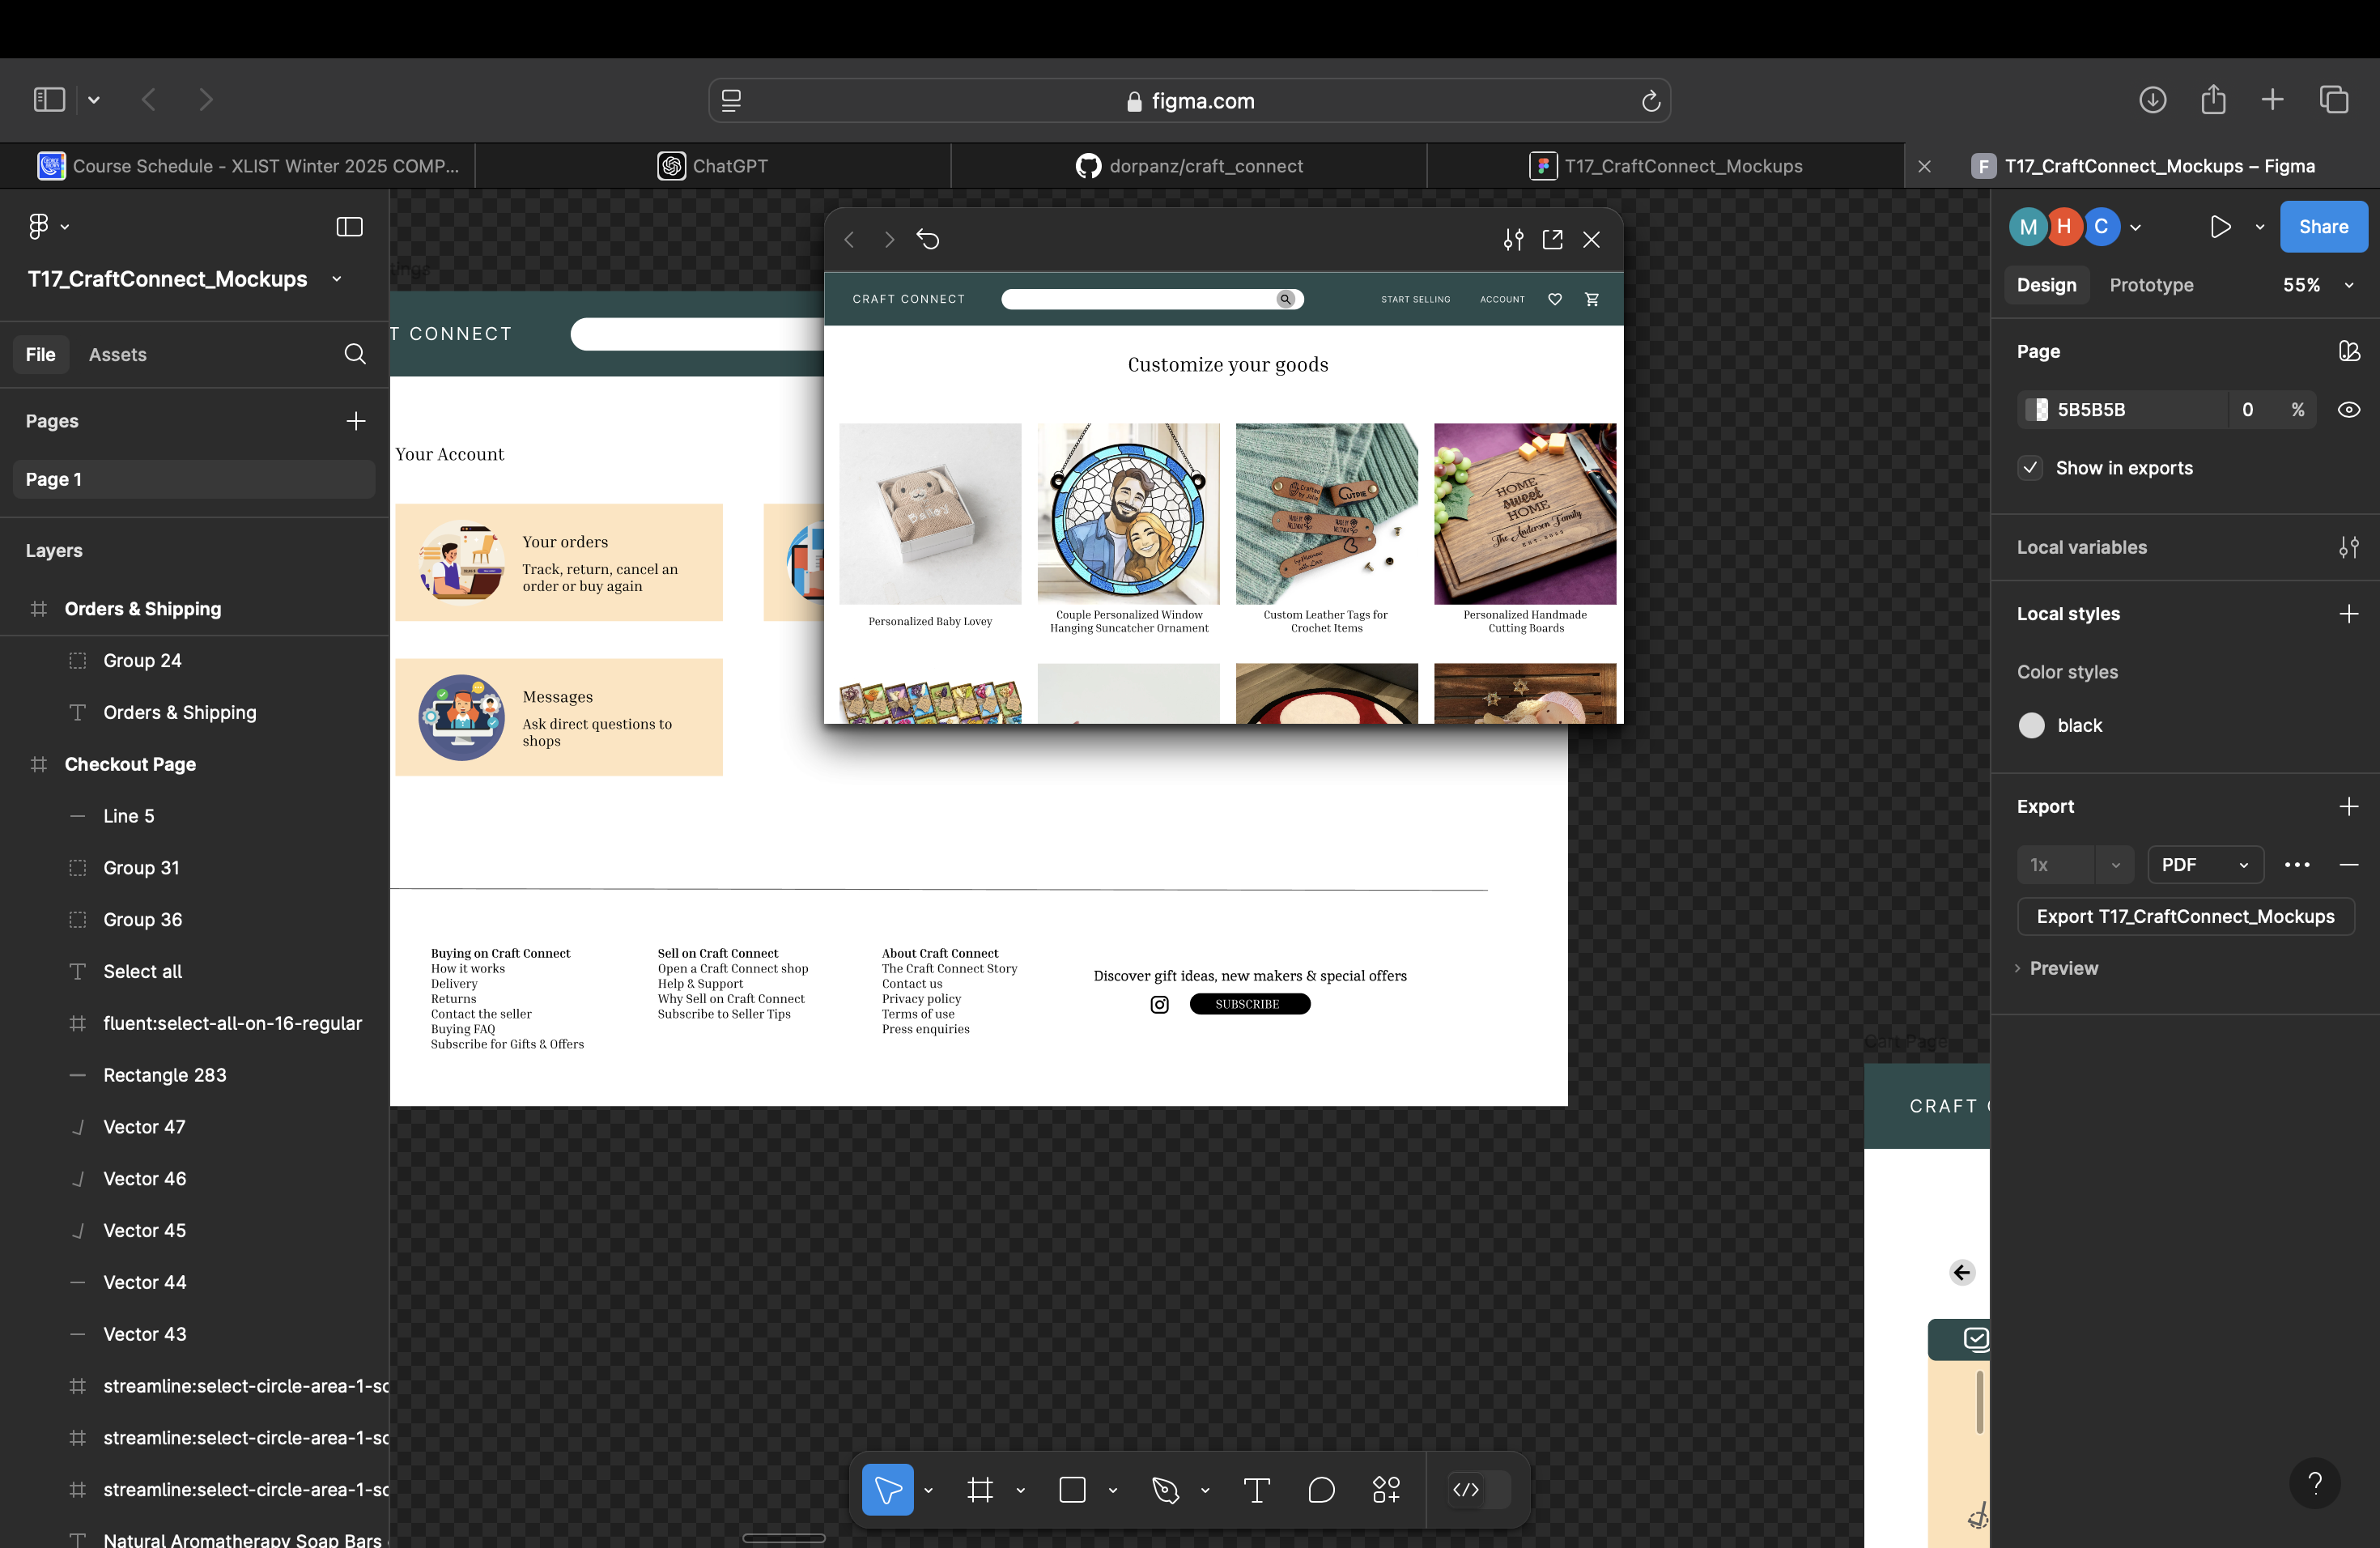 figma.com
Course Schedule - XLIST Winter 2025 COMP...
ChatGPT
dorpanz/craft_connect
T17_CraftConnect_Mockups
F
T17_CraftConnect_Mockups – Figma
T17_CraftConnect_Mockups
File
Assets
Pages
Page 1
Layers
Orders & Shipping
Group 24
Orders & Shipping
Checkout Page
Line 5
Group 31
Group 36
Select all
fluent:select-all-on-16-regular
Rectangle 283
Vector 47
Vector 46
Vector 45
Vector 44
Vector 43
streamline:select-circle-area-1-sc
streamline:select-circle-area-1-sc
streamline:select-circle-area-1-sc
Natural Aromatherapy Soap Bars
T CONNECT
Your Account
Your orders
Track, return, cancel an
order or buy again
Messages
Ask direct questions to
shops
CRAFT CONNECT
START SELLING
ACCOUNT
Customize your goods
Personalized Baby Lovey
Couple Personalized Window
Hanging Suncatcher Ornament
CUTPIE
Custom Leather Tags for
Crochet Items
HOME
sweet
HOME
The Anderson Family
Personalized Handmade
Cutting Boards
Buying on Craft Connect
How it works
Delivery
Returns
Contact the seller
Buying FAQ
Subscribe for Gifts & Offers
Sell on Craft Connect
Open a Craft Connect shop
Help & Support
Why Sell on Craft Connect
Subscribe to Seller Tips
About Craft Connect
The Craft Connect Story
Contact us
Privacy policy
Terms of use
Press enquiries
Discover gift ideas, new makers & special offers
SUBSCRIBE
Cart Page
CRAFT
M
H
C
Share
Design
Prototype
55%
Page
5B5B5B
0
%
Show in exports
Local variables
Local styles
Color styles
black
Export
1x
PDF
Export T17_CraftConnect_Mockups
Preview
?